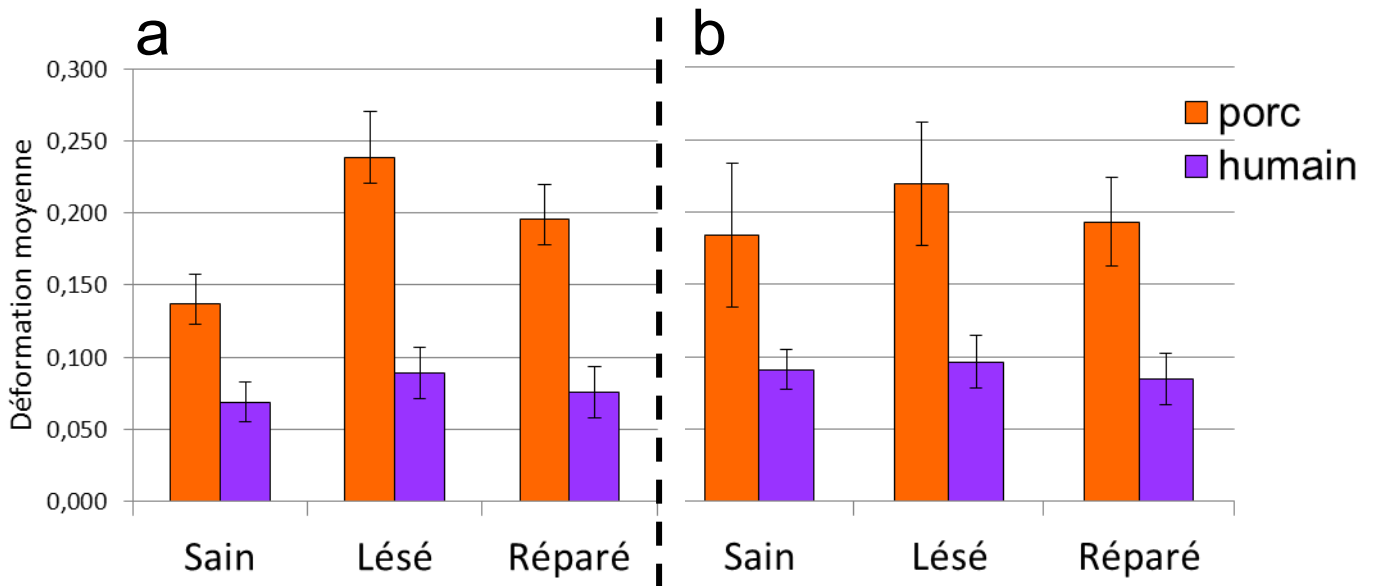 a
b
0,300
0,250
0,200
0,150
0,100
0,050
0,000
Déformation moyenne
porc
humain
Sain Lésé Réparé
Sain Lésé Réparé